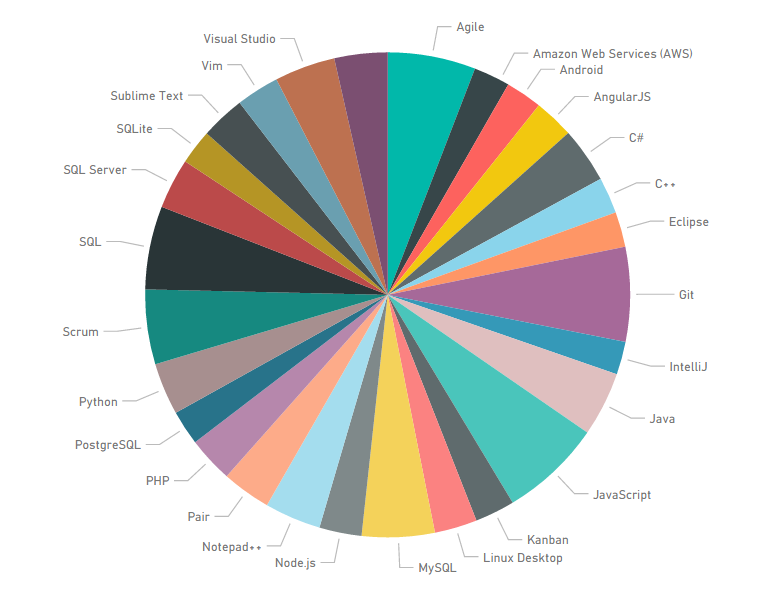 Visual Studio
Agile
Vim
Amazon Web Services (AWS)
Android
Sublime Text
AngularJS
SQLite
C#
SQL Server
C++
Eclipse
SQL
Git
Scrum
IntelliJ
Python
Java
PostgreSQL
PHP
JavaScript
Pair
Kanban
Notepad++
Linux Desktop
Node.js
MySQL